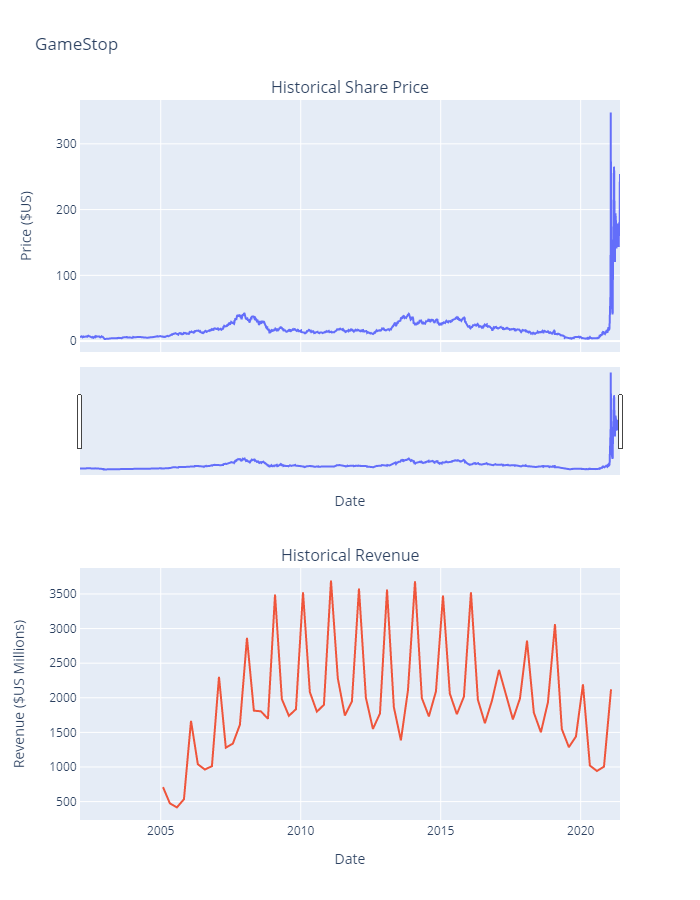 GameStop
Historical Share Price
Price ($US)
300
200
100
0
Date
Historical Revenue
Revenue ($US Millions)
3500
3000
2500
2000
1500
1000
500
2005
2010
2015
2020
Date